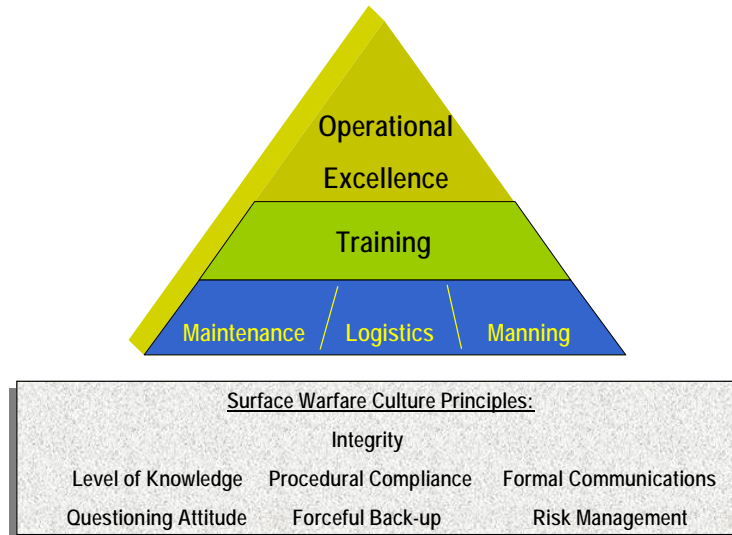 Operational
Excellence
Training
Maintenance Logistics Manning
Surface Warfare Culture Principles:
Integrity
Level of Knowledge Procedural Compliance Formal Communications
Questioning Attitude Forceful Back-up Risk Management